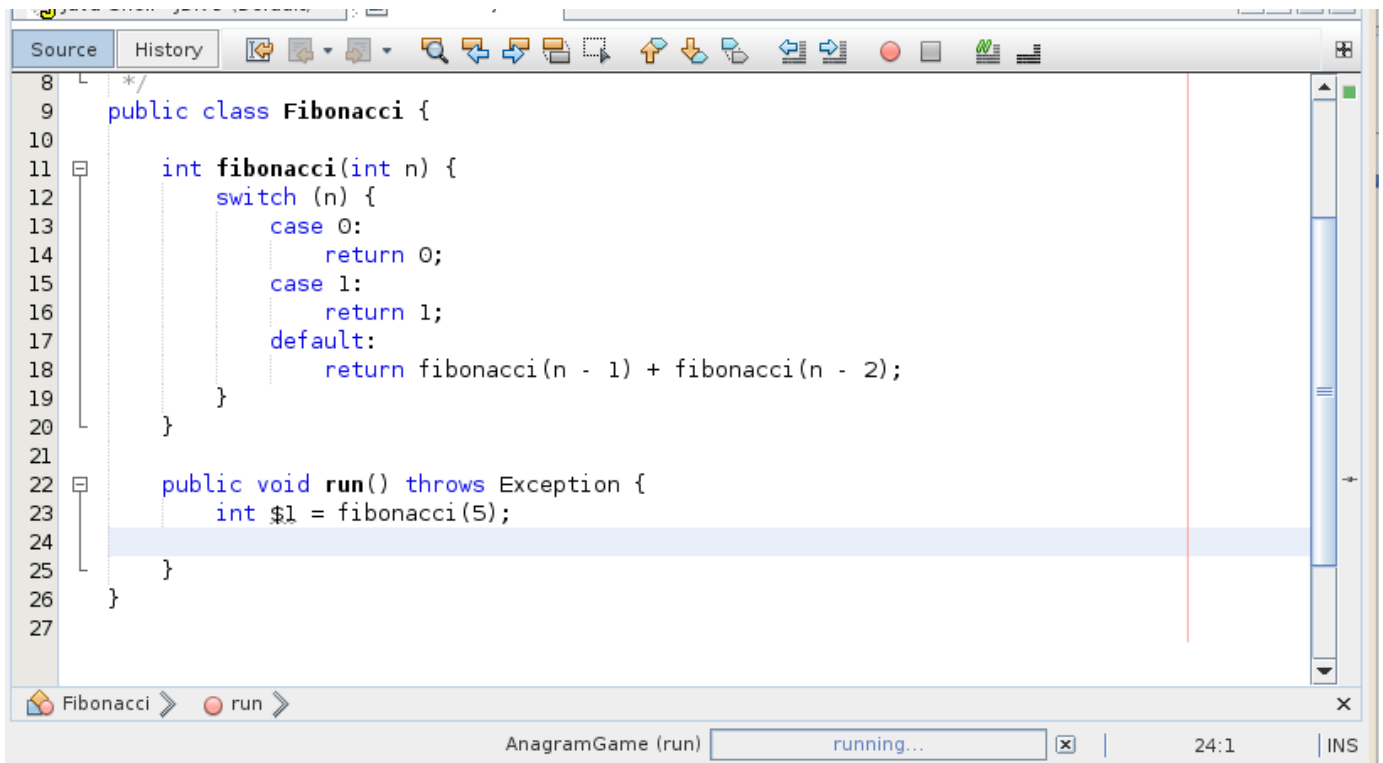 Source History
8 */
9 public class Fibonacci {
10
11 int fibonacci(int n) {
12 switch (n) {
13 case 0:
14 return 0;
15 case 1:
16 return 1;
17 default:
18 return fibonacci(n - 1) + fibonacci(n - 2);
19 }
20 }
21
22 public void run() throws Exception {
23 int $1 = fibonacci(5);
24
25 }
26 }
27
Fibonacci run
AnagramGame (run) running... 24:1 INS